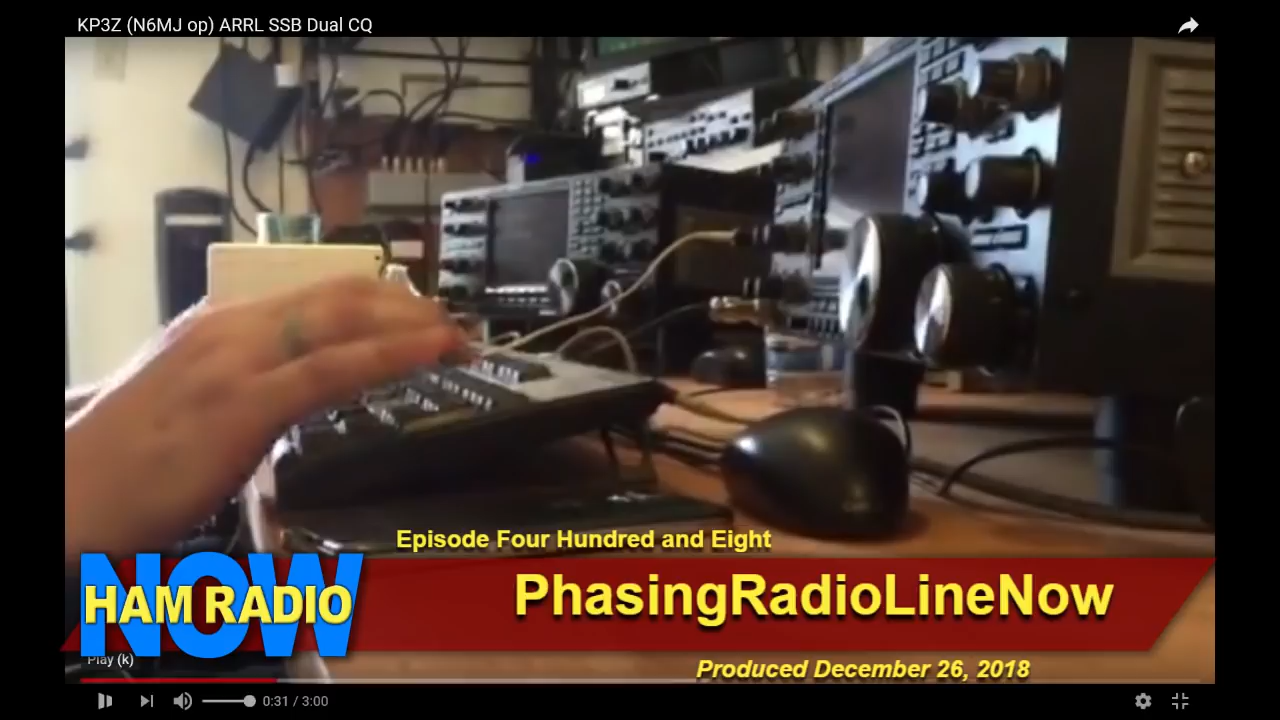 KP3Z (N6MJ op) ARRL SSB Dual CQ
Episode Four Hundred and Eight
NOW
HAM RADIO
PhasingRadioLineNow
Play (k)
Produced December 26, 2018
0:31 / 3:00